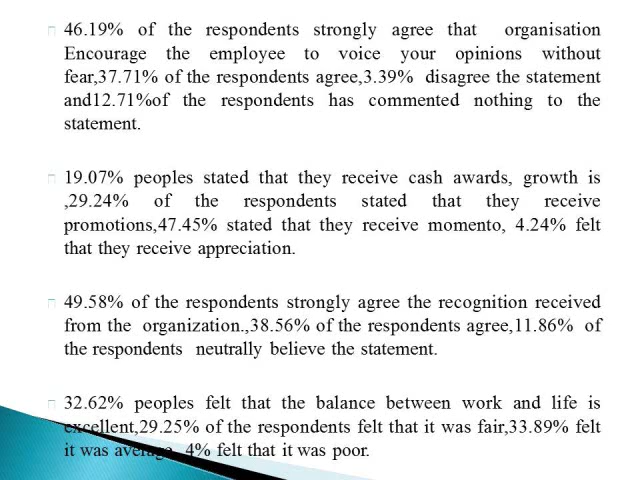 46.19% of the respondents strongly agree that organisation
Encourage the employee to voice your opinions without
fear,37.71% of the respondents agree,3.39% disagree the statement
and12.71%of the respondents has commented nothing to the
statement.
19.07% peoples stated that they receive cash awards, growth is
,29.24% of the respondents stated that they receive
promotions,47.45% stated that they receive momento, 4.24% felt
that they receive appreciation.
49.58% of the respondents strongly agree the recognition received
from the organization.,38.56% of the respondents agree,11.86% of
the respondents neutrally believe the statement.
32.62% peoples felt that the balance between work and life is
excellent,29.25% of the respondents felt that it was fair,33.89% felt
it was average, 4% felt that it was poor.